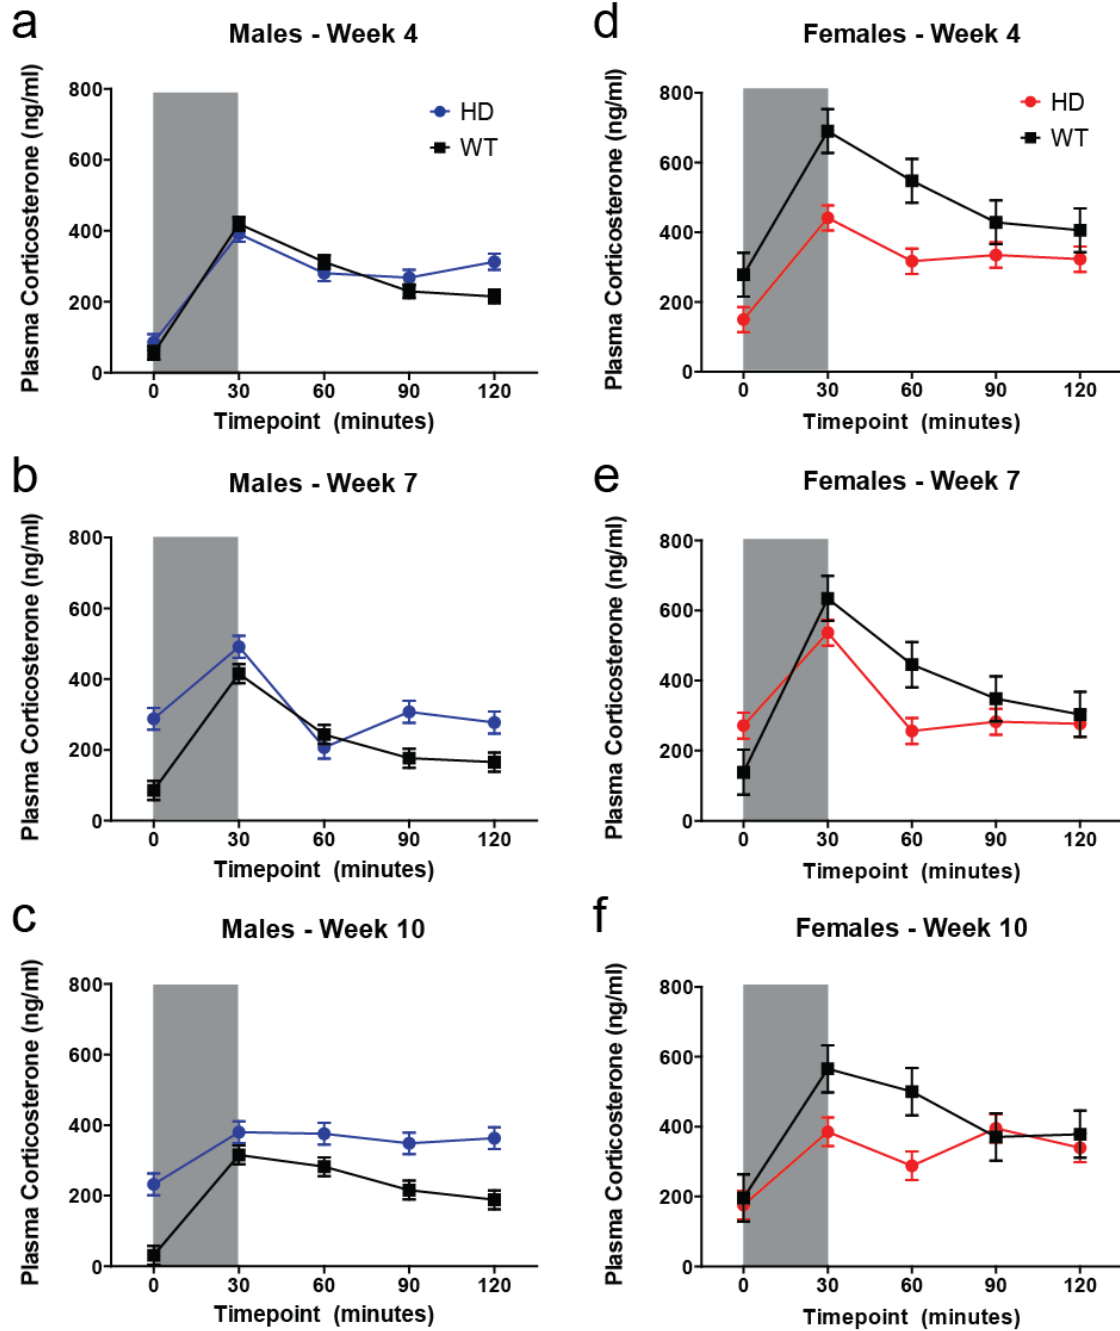 a
Males - Week 4
Plasma Corticosterone (ng/ml)
800
600
400
200
0
HD
WT
0 30 60 90 120
Timepoint (minutes)
d
Females - Week 4
Plasma Corticosterone (ng/ml)
800
600
400
200
0
HD
WT
0 30 60 90 120
Timepoint (minutes)
b
Males - Week 7
Plasma Corticosterone (ng/ml)
800
600
400
200
0
0 30 60 90 120
Timepoint (minutes)
e
Females - Week 7
Plasma Corticosterone (ng/ml)
800
600
400
200
0
0 30 60 90 120
Timepoint (minutes)
c
Males - Week 10
Plasma Corticosterone (ng/ml)
800
600
400
200
0
0 30 60 90 120
Timepoint (minutes)
f
Females - Week 10
Plasma Corticosterone (ng/ml)
800
600
400
200
0
0 30 60 90 120
Timepoint (minutes)